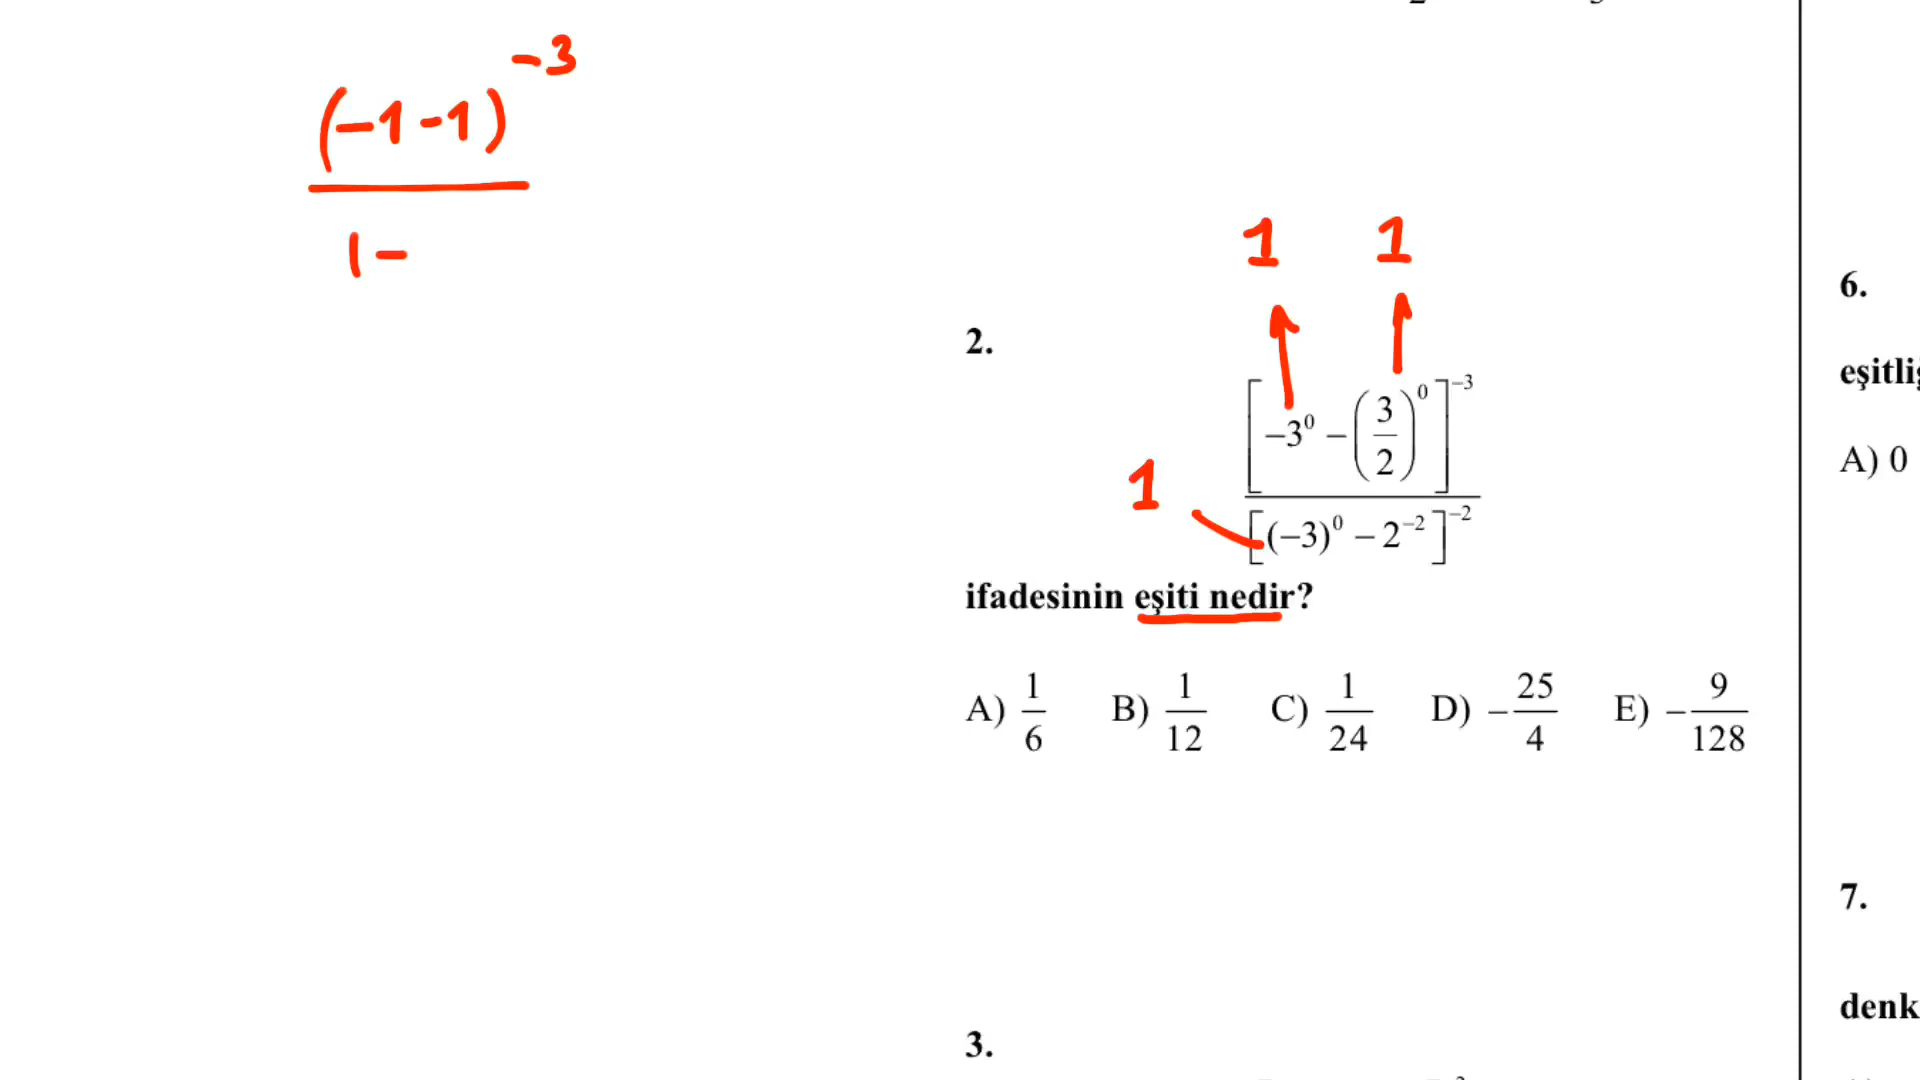 (-1-1)^-3
1-
1 1
2.
[-3^0 - (3/2)^0]^-3
1
[(-3)^0 - 2^-2]^-2
ifadesinin eşiti nedir?
A) 1/6 B) 1/12 C) 1/24 D) -25/4 E) -9/128
3.
6.
A) 0
7.
denk